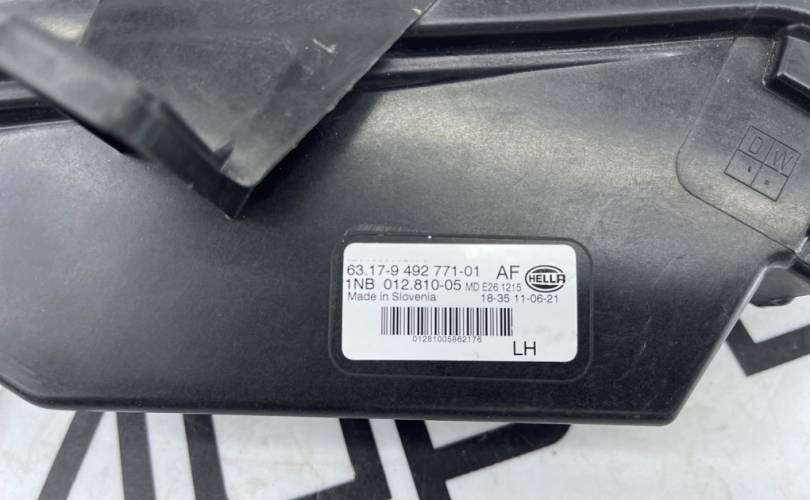 63.17-9 492 771-01 AF
HELLA
1NB 012.810-05 MD E26 1215
Made in Slovenia 18-35 11-06-21
01281005862176
LH